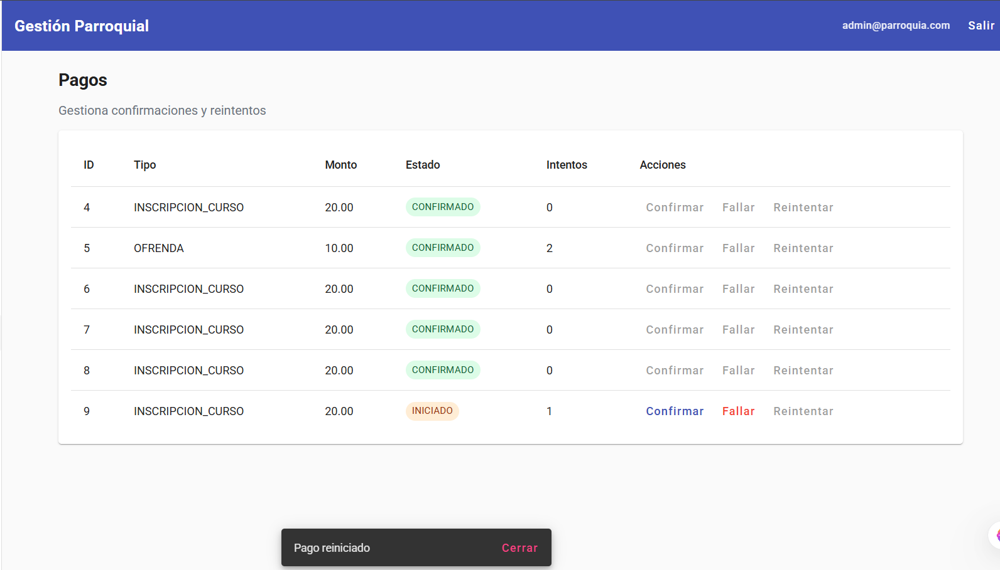 Gestión Parroquial admin@parroquia.com Salir
Pagos
Gestiona confirmaciones y reintentos
ID Tipo Monto Estado Intentos Acciones
4 INSCRIPCION_CURSO 20.00 CONFIRMADO 0 Confirmar Fallar Reintentar
5 OFRENDA 10.00 CONFIRMADO 2 Confirmar Fallar Reintentar
6 INSCRIPCION_CURSO 20.00 CONFIRMADO 0 Confirmar Fallar Reintentar
7 INSCRIPCION_CURSO 20.00 CONFIRMADO 0 Confirmar Fallar Reintentar
8 INSCRIPCION_CURSO 20.00 CONFIRMADO 0 Confirmar Fallar Reintentar
9 INSCRIPCION_CURSO 20.00 INICIADO 1 Confirmar Fallar Reintentar
Pago reiniciado Cerrar